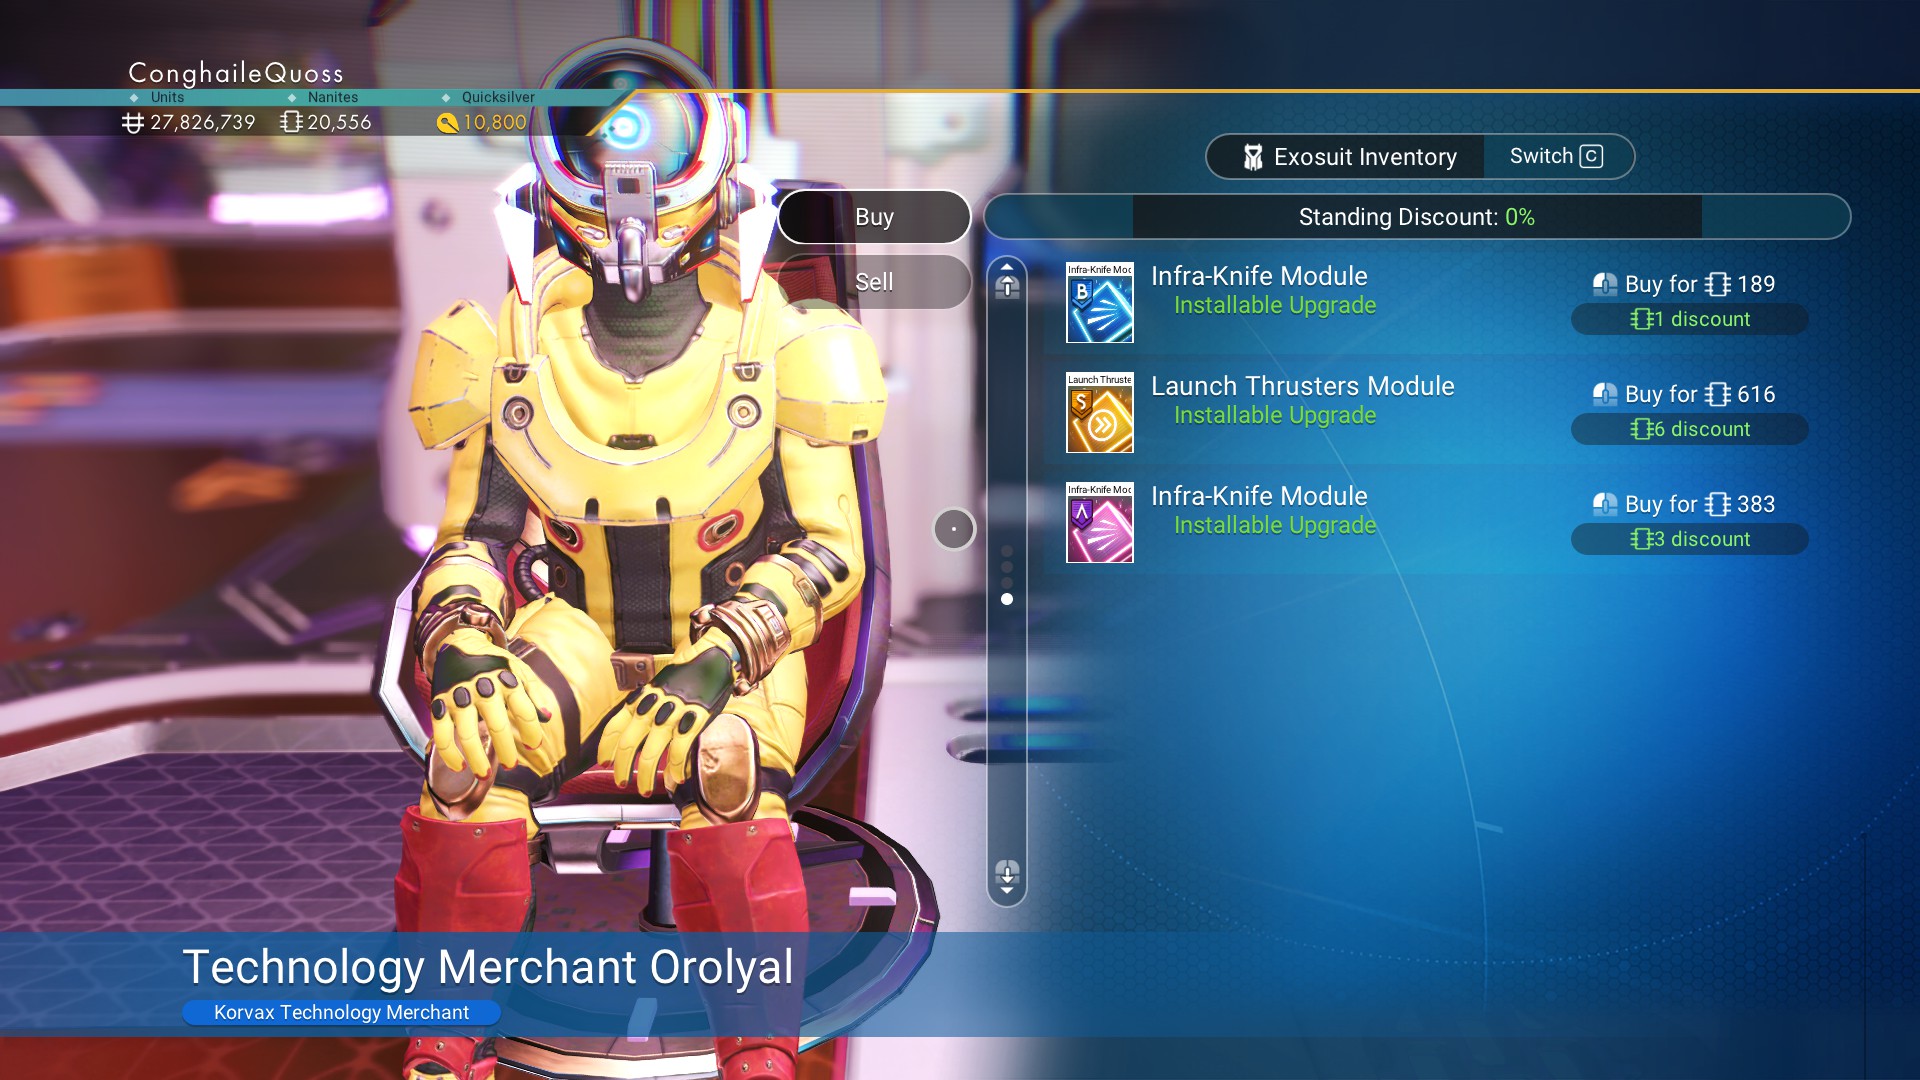 ConghaileQuoss
Units Nanites Quicksilver
27,826,739 20,556 10,800
Exosuit Inventory Switch C
Buy
Standing Discount: 0%
Sell
Infra-Knife Moc
B
Infra-Knife Module
Installable Upgrade
Buy for 189
1 discount
Launch Thruste
S
Launch Thrusters Module
Installable Upgrade
Buy for 616
6 discount
Infra-Knife Moc
A
Infra-Knife Module
Installable Upgrade
Buy for 383
3 discount
Technology Merchant Orolyal
Korvax Technology Merchant